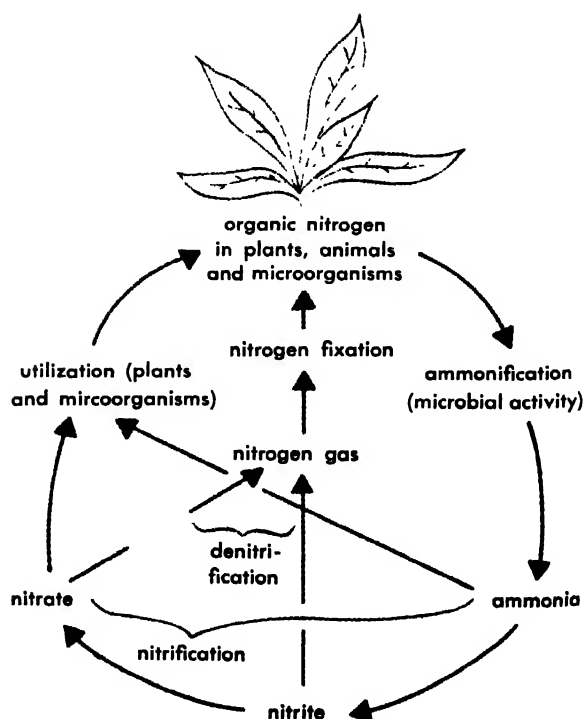 organic nitrogen
in plants, animals
and microorganisms
nitrogen fixation
utilization (plants
and mircoorganisms)
ammonification
(microbial activity)
nitrogen gas
denitri-
fication
nitrate
ammonia
nitrification
nitrite